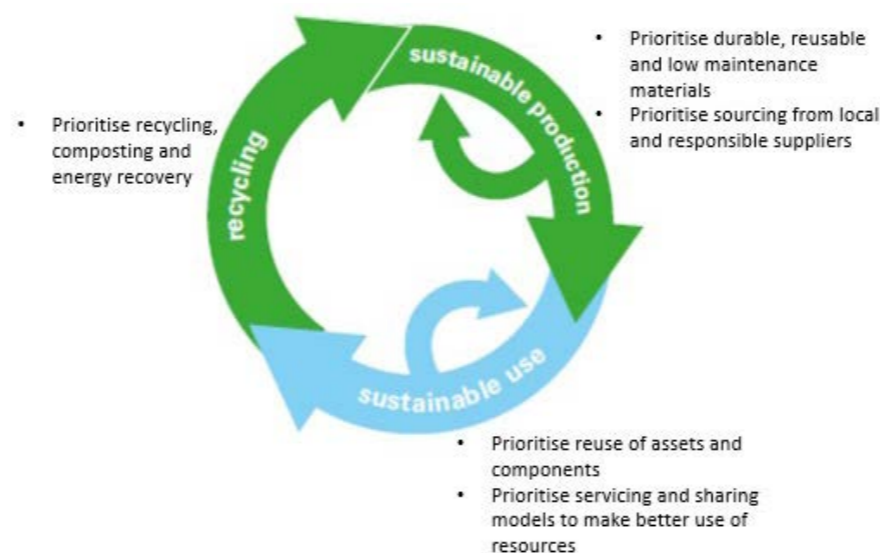 sustainable production
• Prioritise durable, reusable
and low maintenance
materials
• Prioritise sourcing from local
and responsible suppliers
recycling
• Prioritise recycling,
composting and
energy recovery
sustainable use
• Prioritise reuse of assets and
components
• Prioritise servicing and sharing
models to make better use of
resources